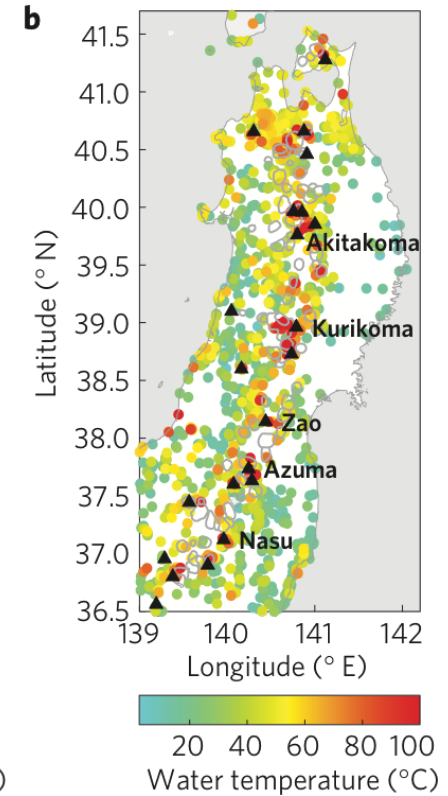 b
41.5
41.0
40.5
40.0
39.5
39.0
38.5
38.0
37.5
37.0
36.5
Latitude (° N)
Akitakoma
Kurikoma
Zao
Azuma
Nasu
139 140 141 142
Longitude (° E)
20 40 60 80 100
) Water temperature (°C)